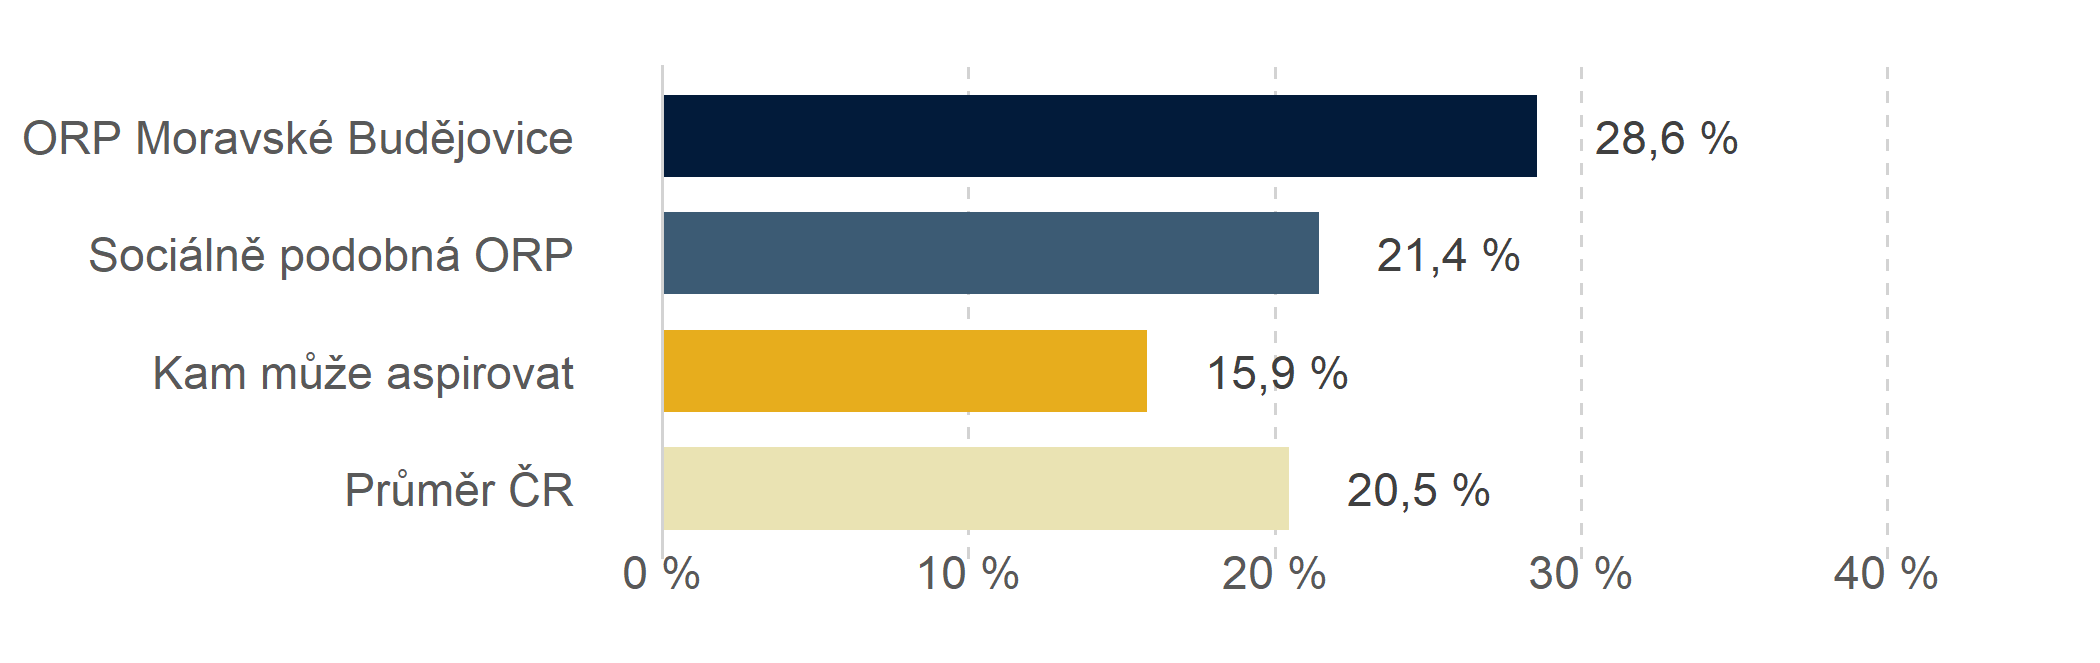 ORP Moravské Budějovice 28,6 %
Sociálně podobná ORP 21,4 %
Kam může aspirovat 15,9 %
Průměr ČR 20,5 %
0 % 10 % 20 % 30 % 40 %